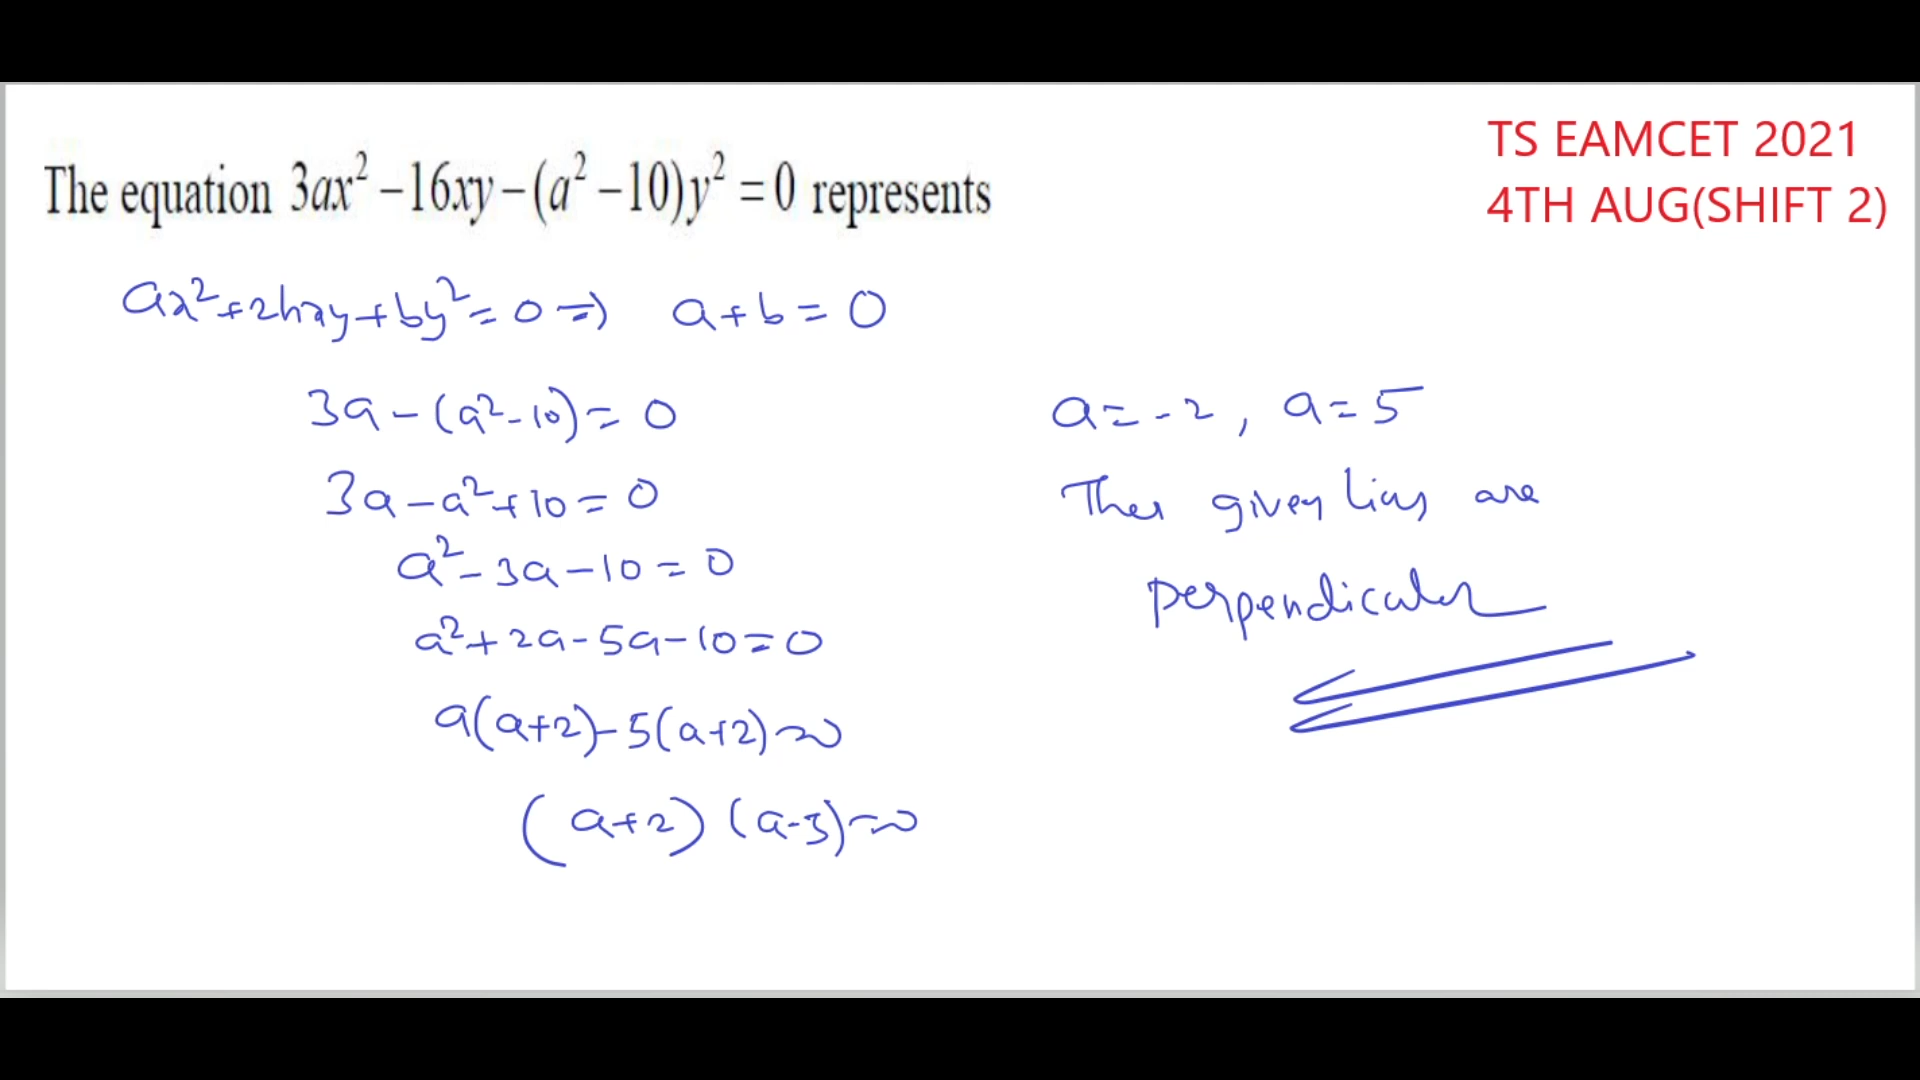 The equation 3ax² – 16xy – (a² – 10)y² = 0 represents
TS EAMCET 2021
4TH AUG(SHIFT 2)
ax² + 2hxy + by² = 0 ⇒ a + b = 0
3a – (a² – 10) = 0
3a – a² + 10 = 0
a² – 3a – 10 = 0
a² + 2a – 5a – 10 = 0
a(a+2) – 5(a+2) = 0
(a+2) (a-5) = 0
a = -2, a = 5
given lines are
perpendicular